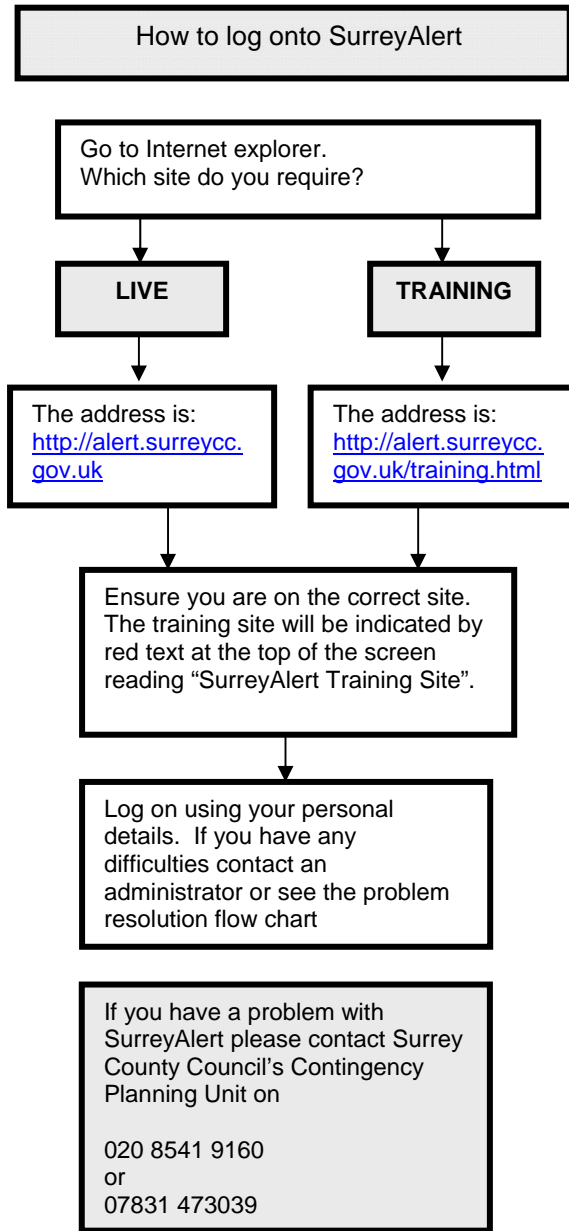 How to log onto SurreyAlert
Go to Internet explorer.
Which site do you require?
LIVE
TRAINING
The address is:
http://alert.surreycc.
gov.uk
The address is:
http://alert.surreycc.
gov.uk/training.html
Ensure you are on the correct site.
The training site will be indicated by
red text at the top of the screen
reading “SurreyAlert Training Site”.
Log on using your personal
details.  If you have any
difficulties contact an
administrator or see the problem
resolution flow chart
If you have a problem with
SurreyAlert please contact Surrey
County Council’s Contingency
Planning Unit on
020 8541 9160
or
07831 473039